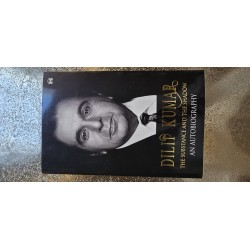 DILIP KUMAR
THE SUBSTANCE AND THE SHADOW
AN AUTOBIOGRAPHY